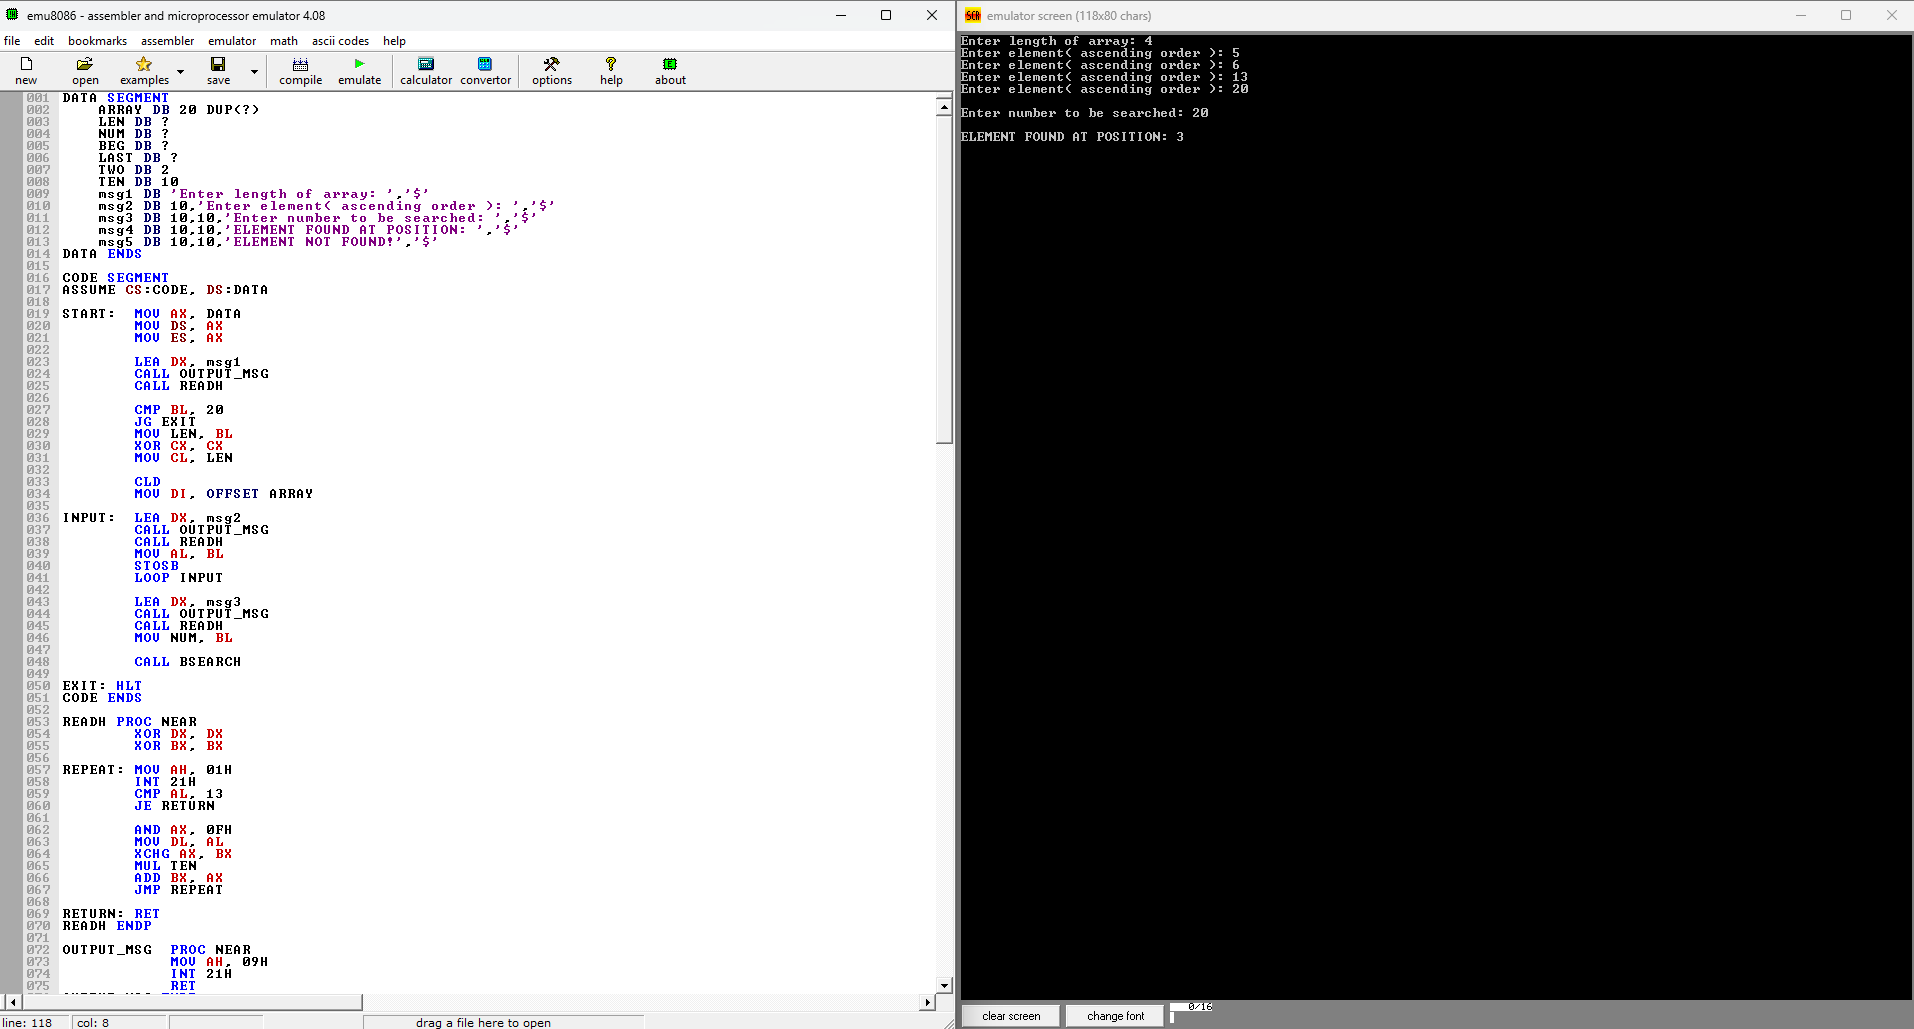 emu8086 - assembler and microprocessor emulator 4.08
file edit bookmarks assembler emulator math ascii codes help
new open examples save compile emulate calculator convertor options help about
001 DATA SEGMENT
002 ARRAY DB 20 DUP(?)
003 LEN DB ?
004 NUM DB ?
005 BEG DB ?
006 LAST DB ?
007 TWO DB 2
008 TEN DB 10
009 msg1 DB 'Enter length of array: ','$'
010 msg2 DB 10,'Enter element( ascending order ): ','$'
011 msg3 DB 10,10,'Enter number to be searched: ','$'
012 msg4 DB 10,10,'ELEMENT FOUND AT POSITION: ','$'
013 msg5 DB 10,10,'ELEMENT NOT FOUND!','$'
014 DATA ENDS
015
016 CODE SEGMENT
017 ASSUME CS:CODE, DS:DATA
018
019 START: MOV AX, DATA
020 MOV DS, AX
021 MOV ES, AX
022
023 LEA DX, msg1
024 CALL OUTPUT_MSG
025 CALL READH
026
027 CMP BL, 20
028 JG EXIT
029 MOV LEN, BL
030 XOR CX, CX
031 MOV CL, LEN
032
033 CLD
034 MOV DI, OFFSET ARRAY
035
036 INPUT: LEA DX, msg2
037 CALL OUTPUT_MSG
038 CALL READH
039 MOV AL, BL
040 STOSB
041 LOOP INPUT
042
043 LEA DX, msg3
044 CALL OUTPUT_MSG
045 CALL READH
046 MOV NUM, BL
047
048 CALL BSEARCH
049
050 EXIT: HLT
051 CODE ENDS
052
053 READH PROC NEAR
054 XOR DX, DX
055 XOR BX, BX
056
057 REPEAT: MOV AH, 01H
058 INT 21H
059 CMP AL, 13
060 JE RETURN
061
062 AND AX, 0FH
063 MOV DL, AL
064 XCHG AX, BX
065 MUL TEN
066 ADD BX, AX
067 JMP REPEAT
068
069 RETURN: RET
070 READH ENDP
071
072 OUTPUT_MSG PROC NEAR
073 MOV AH, 09H
074 INT 21H
075 RET
line: 118 col: 8 drag a file here to open
SCR emulator screen (118x80 chars)
Enter length of array: 4
Enter element( ascending order ): 5
Enter element( ascending order ): 6
Enter element( ascending order ): 13
Enter element( ascending order ): 20
Enter number to be searched: 20
ELEMENT FOUND AT POSITION: 3
clear screen change font 0/16